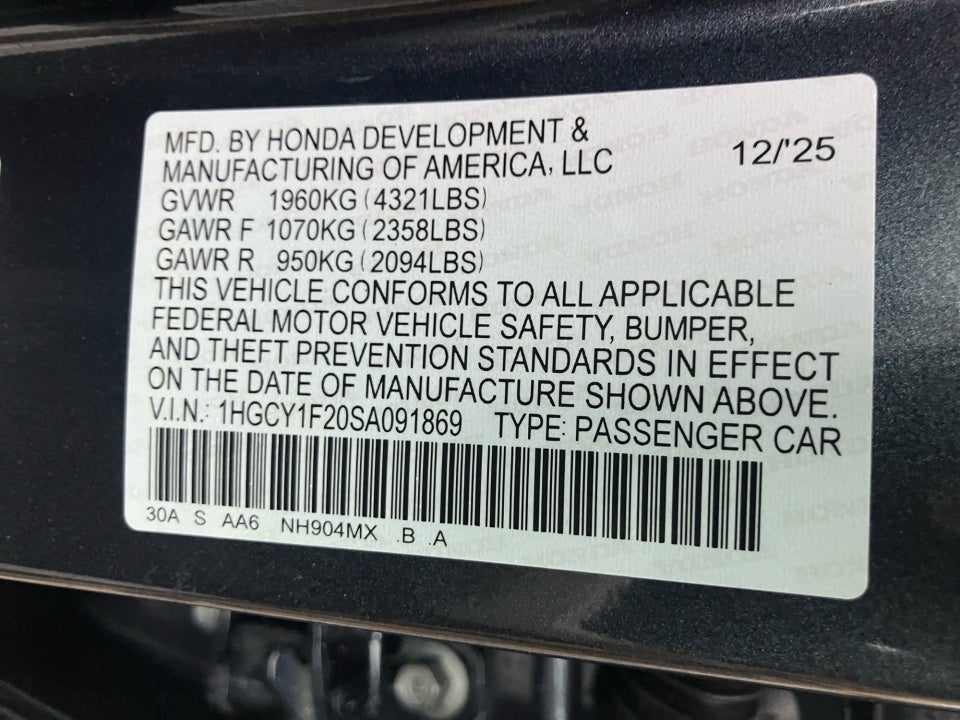 MFD. BY HONDA DEVELOPMENT &
MANUFACTURING OF AMERICA, LLC 12/'25
GVWR 1960KG (4321LBS)
GAWR F 1070KG (2358LBS)
GAWR R 950KG (2094LBS)
THIS VEHICLE CONFORMS TO ALL APPLICABLE
FEDERAL MOTOR VEHICLE SAFETY, BUMPER,
AND THEFT PREVENTION STANDARDS IN EFFECT
ON THE DATE OF MANUFACTURE SHOWN ABOVE.
V.I.N.: 1HGCY1F20SA091869 TYPE: PASSENGER CAR
30A S AA6 NH904MX .B .A